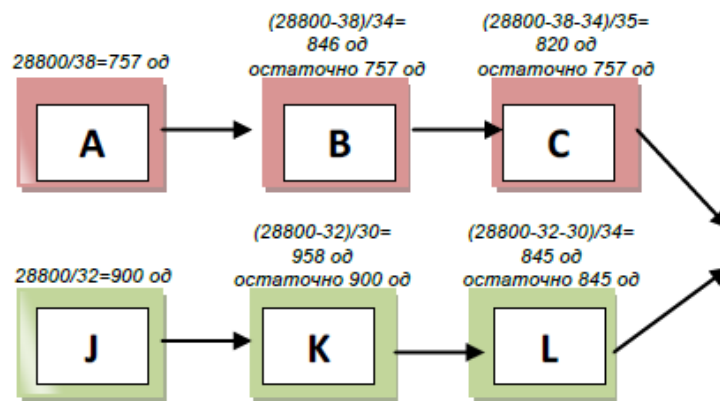 28800/38=757 од
(28800-38)/34=
846 од
остаточно 757 од
(28800-38-34)/35=
820 од
остаточно 757 од
A
B
C
28800/32=900 од
(28800-32)/30=
958 од
остаточно 900 од
(28800-32-30)/34=
845 од
остаточно 845 од
J
K
L